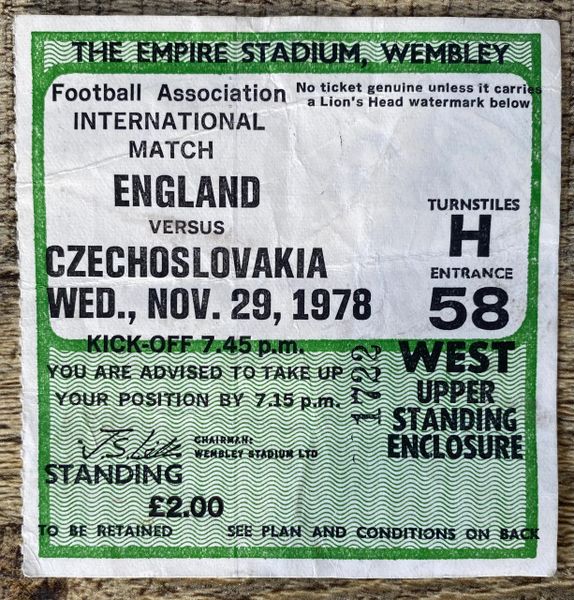 THE EMPIRE STADIUM, WEMBLEY
Football Association
No ticket genuine unless it carries
a Lion's Head watermark below
INTERNATIONAL
MATCH
ENGLAND
VERSUS
CZECHOSLOVAKIA
WED., NOV. 29, 1978
TURNSTILES
H
ENTRANCE
58
KICK-OFF 7.45 p.m.
YOU ARE ADVISED TO TAKE UP
YOUR POSITION BY 7.15 p.m.
1722
WEST
UPPER
STANDING
ENCLOSURE
CHAIRMAN:
WEMBLEY STADIUM LTD
STANDING
£2.00
TO BE RETAINED
SEE PLAN AND CONDITIONS ON BACK